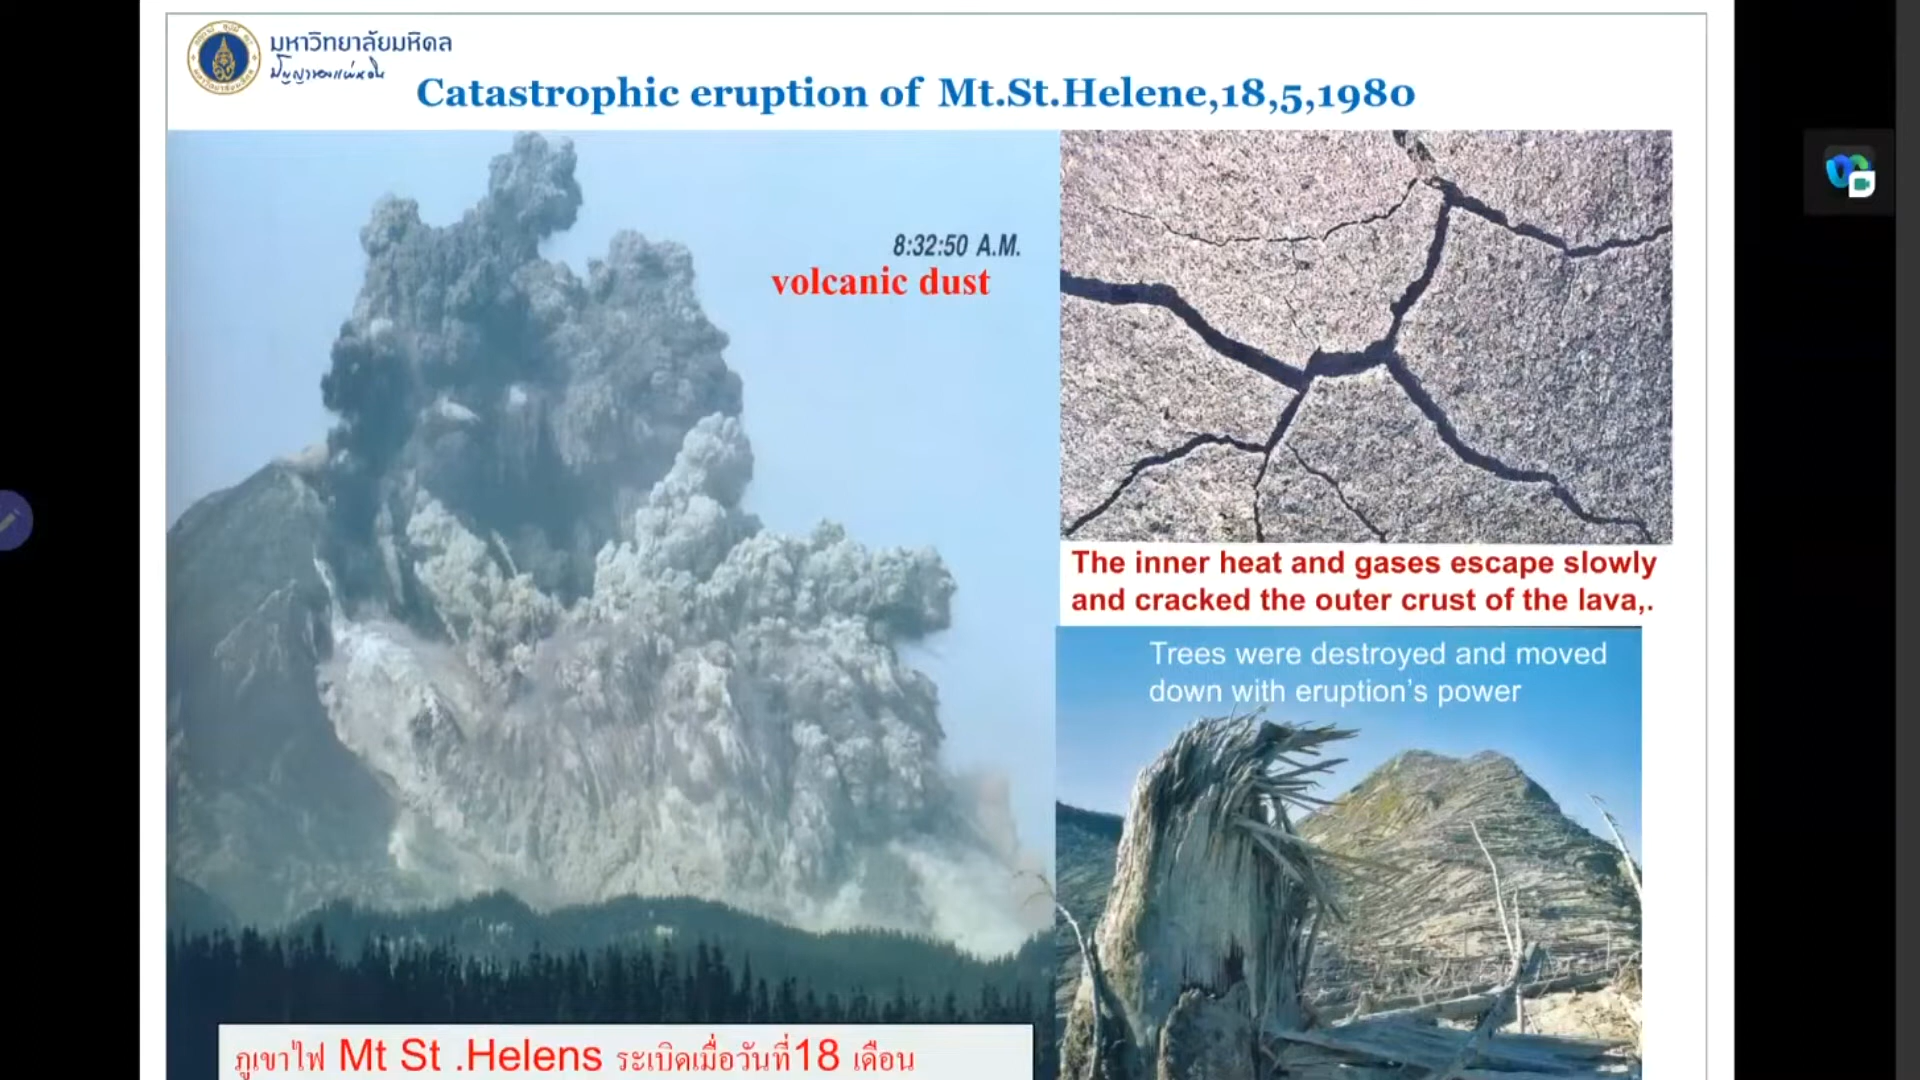 มหาวิทยาลัยมหิดล
ปัญญาของแผ่นดิน
Catastrophic eruption of Mt.St.Helene,18,5,1980
8:32:50 A.M.
volcanic dust
The inner heat and gases escape slowly
and cracked the outer crust of the lava,.
Trees were destroyed and moved
down with eruption’s power
ภูเขาไฟ Mt St .Helens ระเบิดเมื่อวันที่18 เดือน